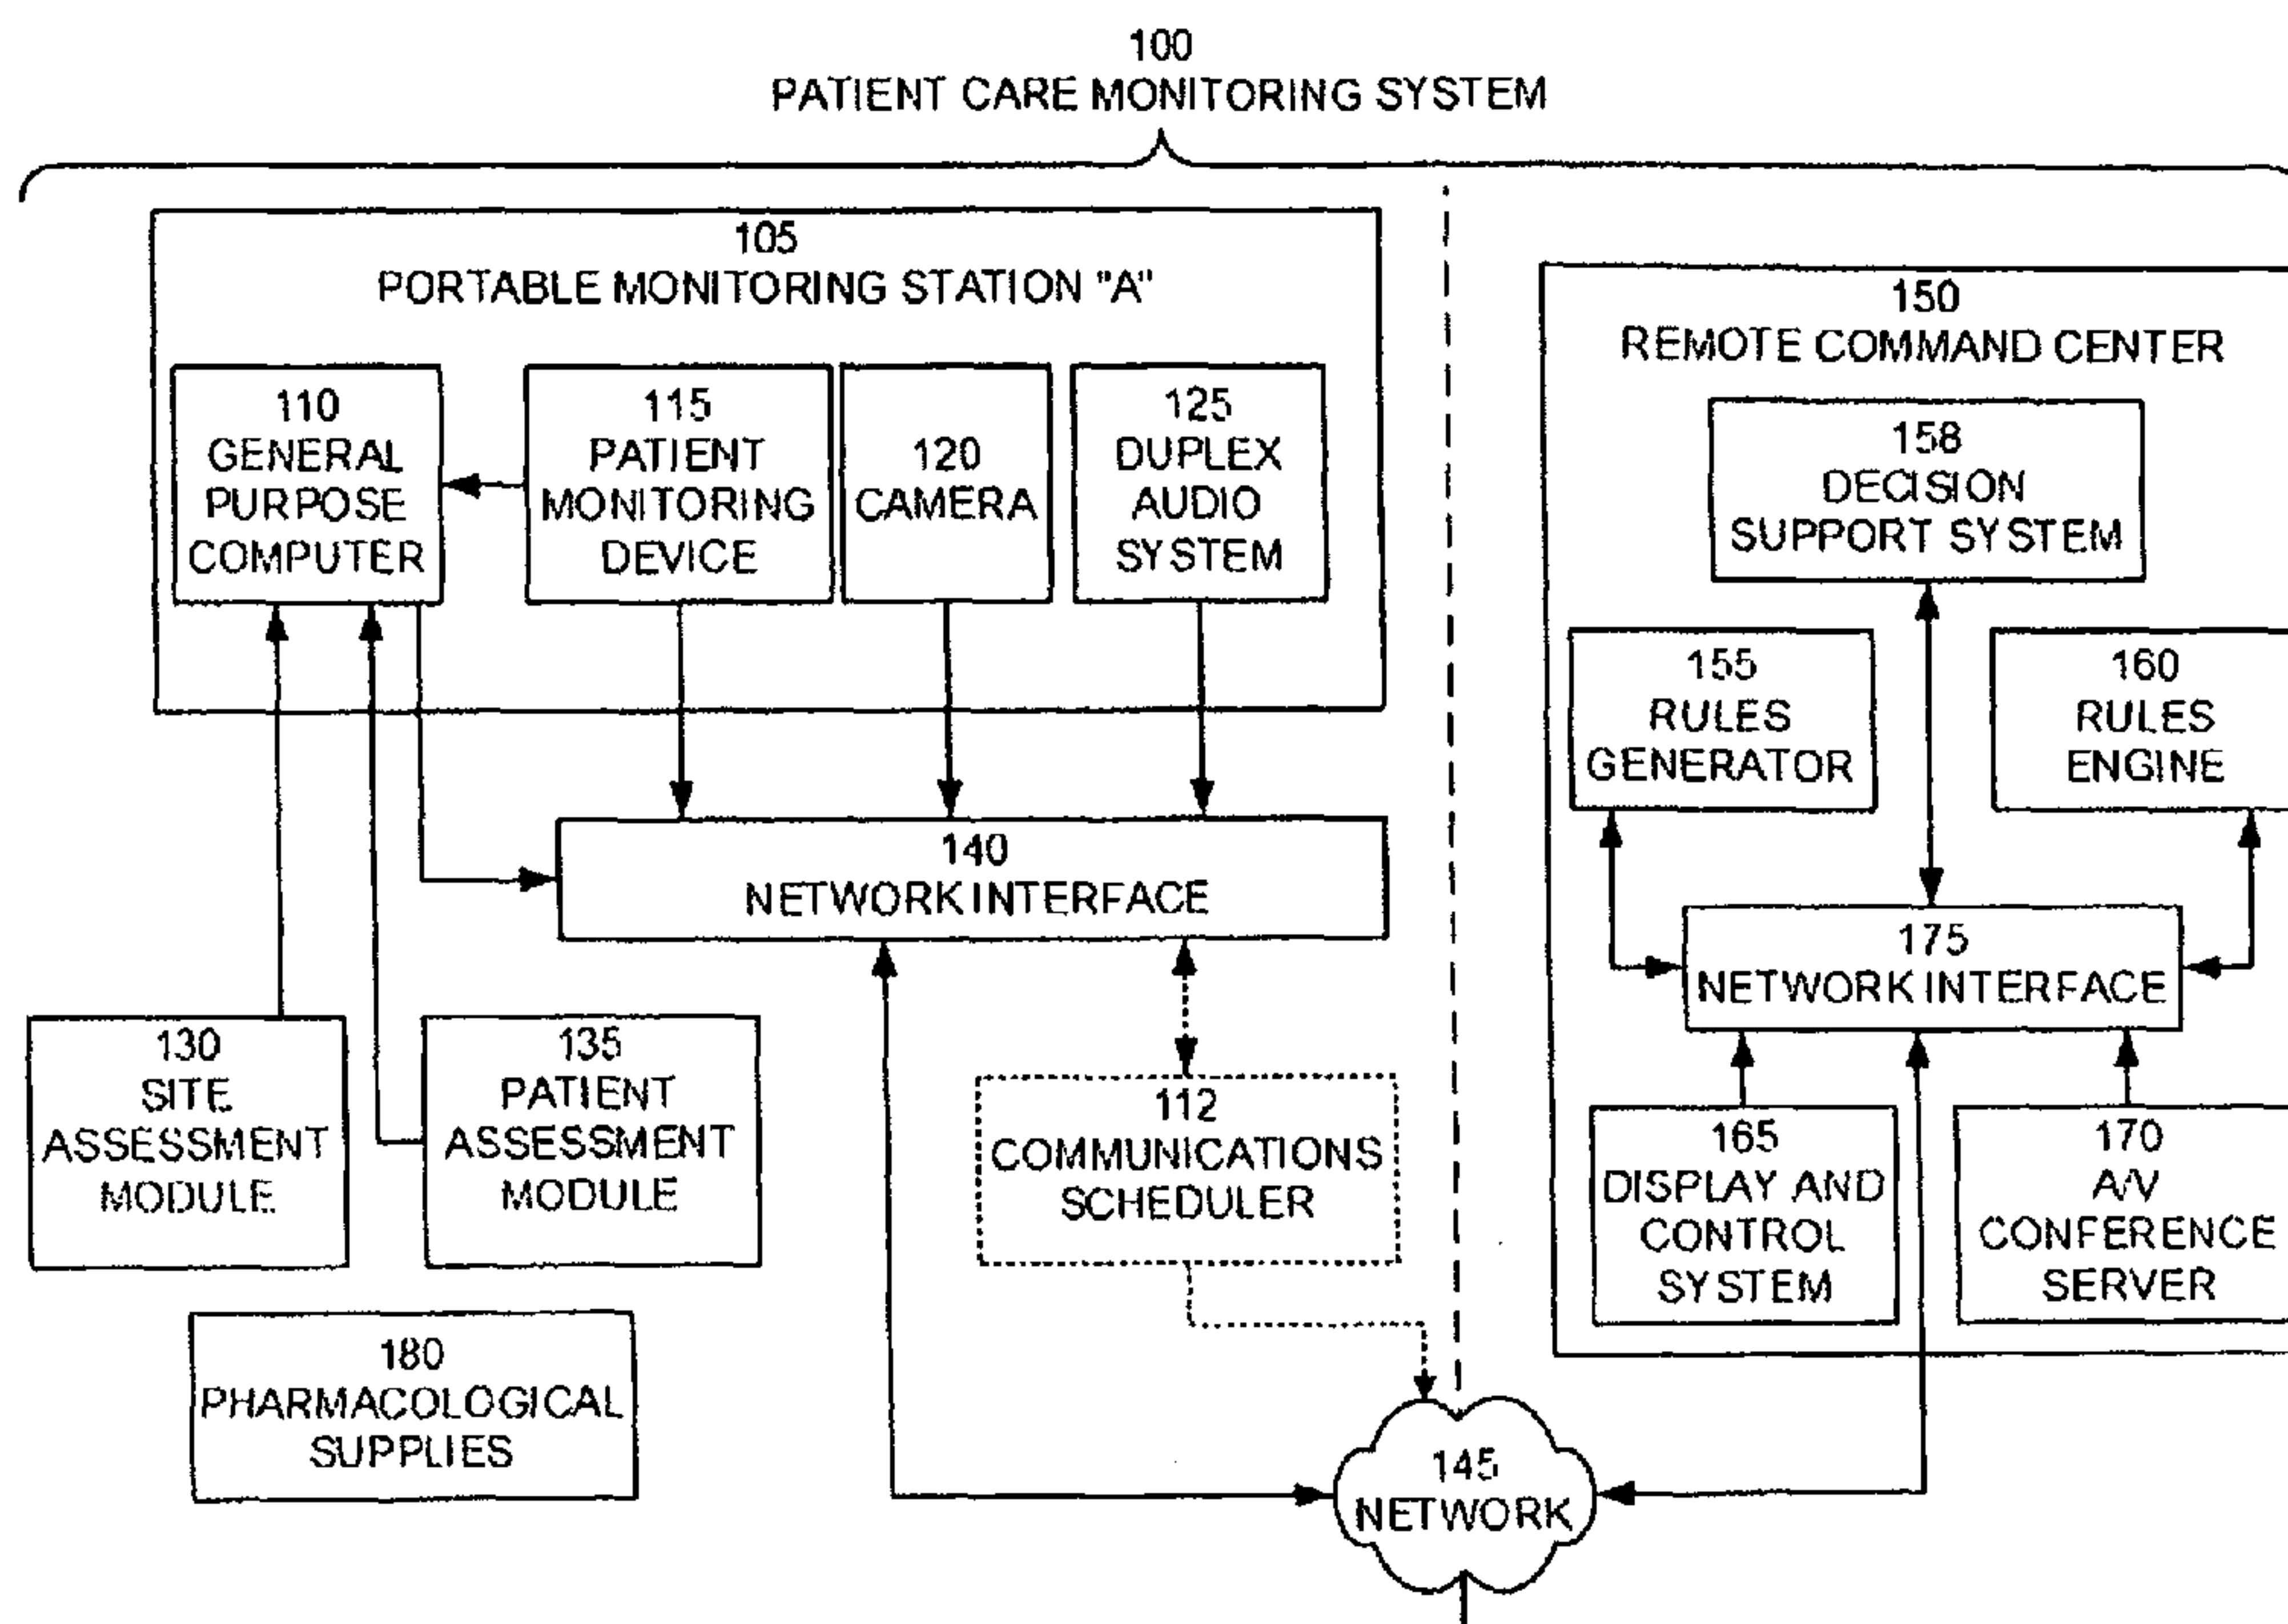 100
PATIENT CARE MONITORING SYSTEM
105
PORTABLE MONITORING STATION "A"
110
GENERAL
PURPOSE
COMPUTER
115
PATIENT
MONITORING
DEVICE
120
CAMERA
125
DUPLEX
AUDIO
SYSTEM
140
NETWORK INTERFACE
130
SITE
ASSESSMENT
MODULE
135
PATIENT
ASSESSMENT
MODULE
112
COMMUNICATIONS
SCHEDULER
180
PHARMACOLOGICAL
SUPPLIES
150
REMOTE COMMAND CENTER
158
DECISION
SUPPORT SYSTEM
155
RULES
GENERATOR
160
RULES
ENGINE
175
NETWORK INTERFACE
165
DISPLAY AND
CONTROL
SYSTEM
170
A/V
CONFERENCE
SERVER
145
NETWORK